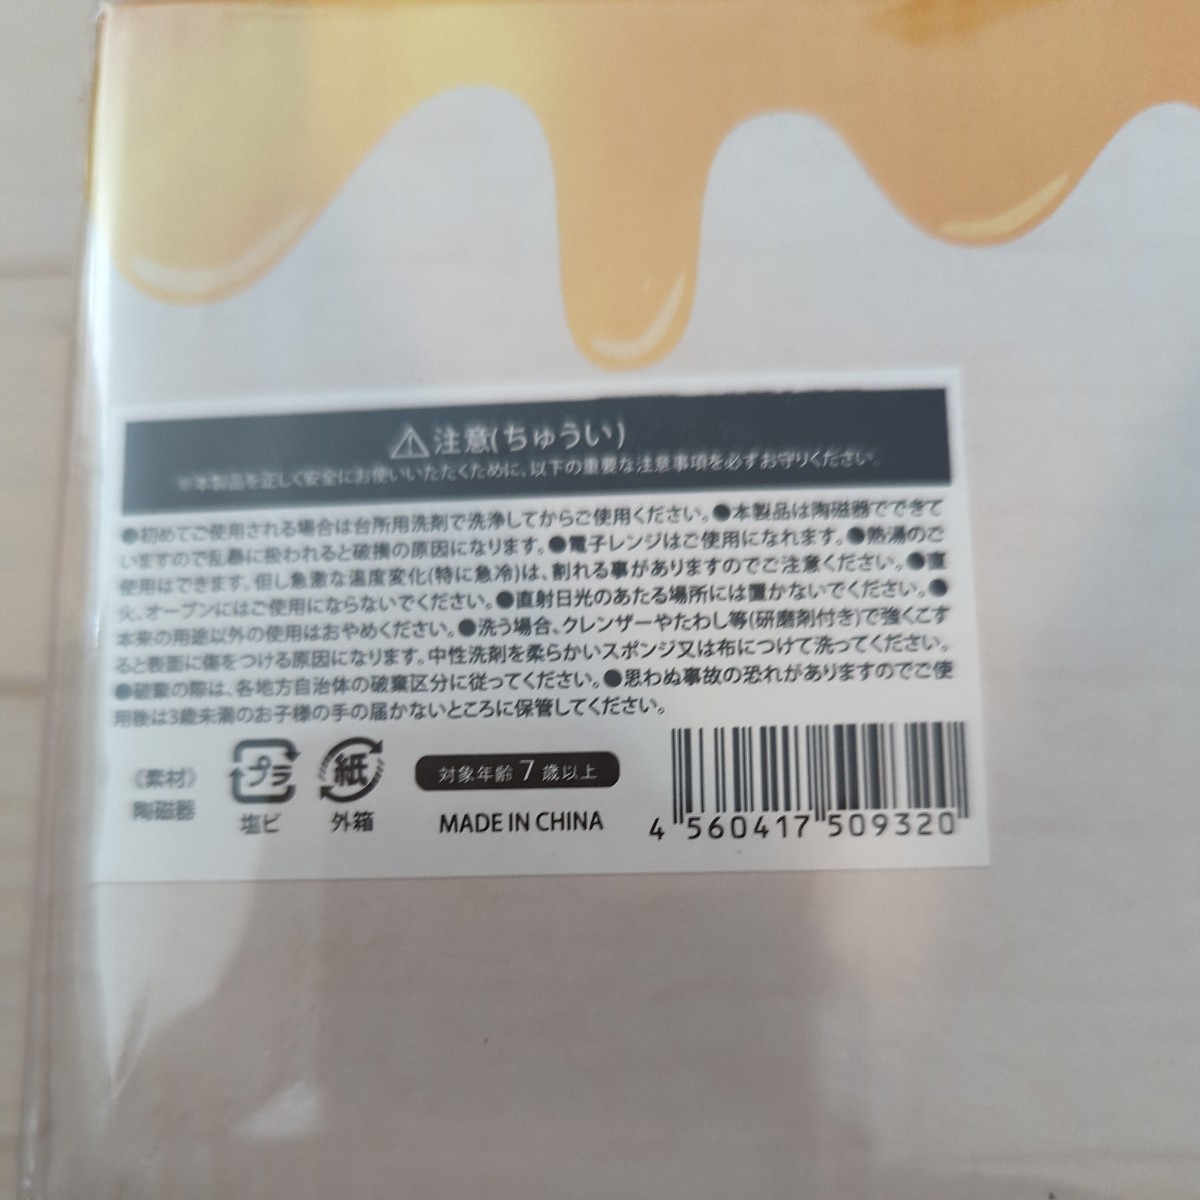 ⚠注意(ちゅうい)
※本製品を正しく安全にお使いいただくために、以下の重要な注意事項を必ずお守りください。
●初めてご使用される場合は台所用洗剤で洗浄してからご使用ください。●本製品は陶磁器でできて
いますので乱暴に扱われると破損の原因になります。●電子レンジはご使用になれます。●熱湯のご
使用はできます。但し急激な温度変化(特に急冷)は、割れる事がありますのでご注意ください。●直
火、オーブンにはご使用にならないでください。●直射日光のあたる場所には置かないでください。●
本来の用途以外の使用はおやめください。●洗う場合、クレンザーやたわし等(研磨剤付き)で強くこす
ると表面に傷をつける原因になります。中性洗剤を柔らかいスポンジ又は布につけて洗ってください。
●破棄の際は、各地方自治体の破棄区分に従ってください。●思わぬ事故の恐れがありますのでご使
用後は3歳未満のお子様の手の届かないところに保管してください。
《素材》
陶磁器
プラ
塩ビ
紙
外箱
対象年齢 7 歳以上
MADE IN CHINA
4 560417 509320